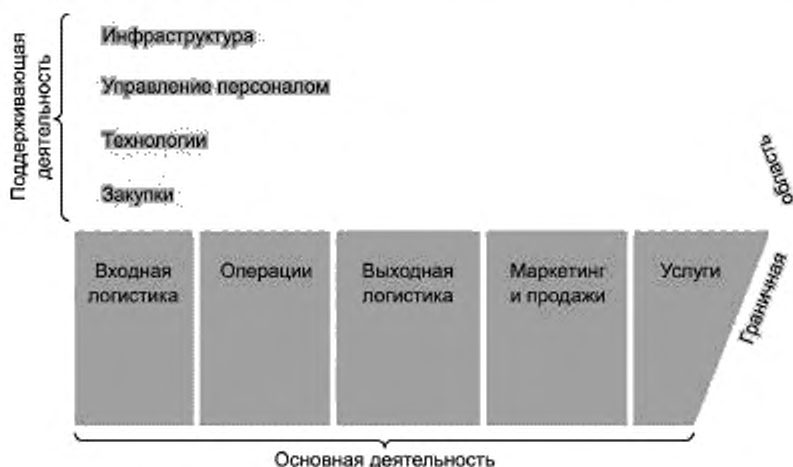 Поддерживающая
деятельность
Инфраструктура
Управление персоналом
Технологии
Закупки
область
Граничная
Входная
логистика
Операции
Выходная
логистика
Маркетинг
и продажи
Услуги
Основная деятельность